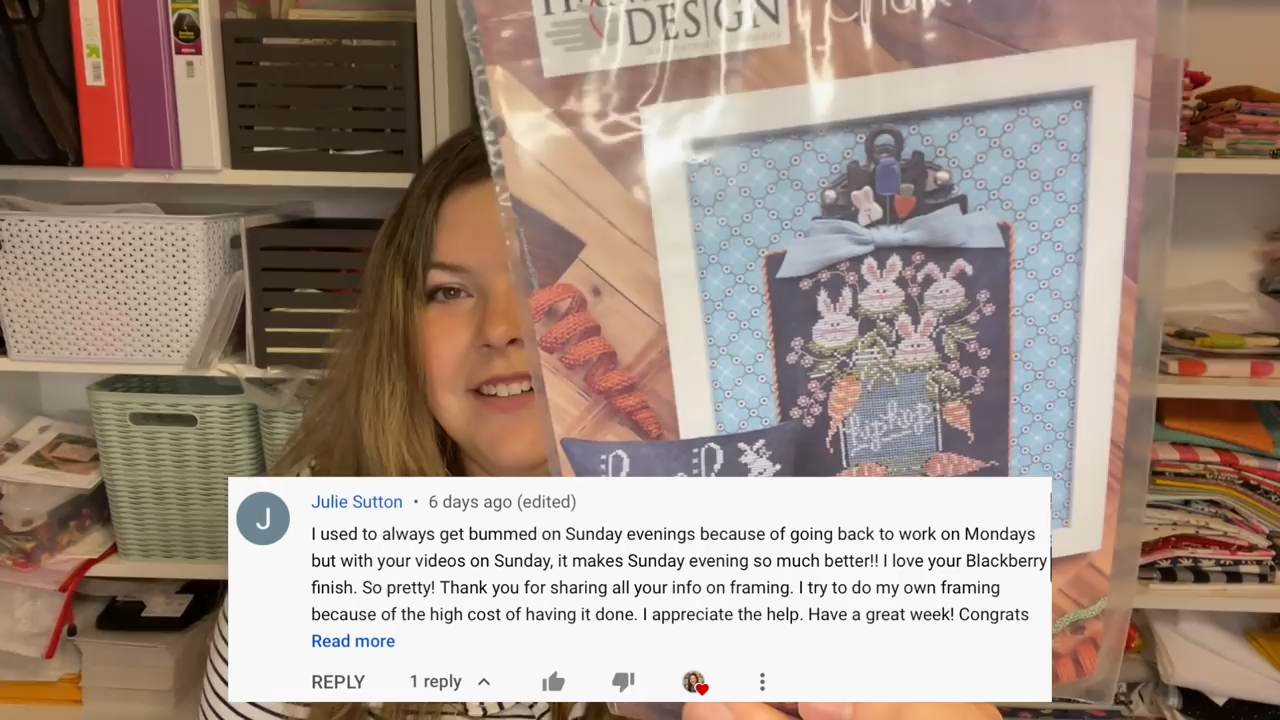 DESIGN
hip hop
Julie Sutton • 6 days ago (edited)
I used to always get bummed on Sunday evenings because of going back to work on Mondays
but with your videos on Sunday, it makes Sunday evening so much better!! I love your Blackberry
finish. So pretty! Thank you for sharing all your info on framing. I try to do my own framing
because of the high cost of having it done. I appreciate the help. Have a great week! Congrats
Read more
J
REPLY 1 reply